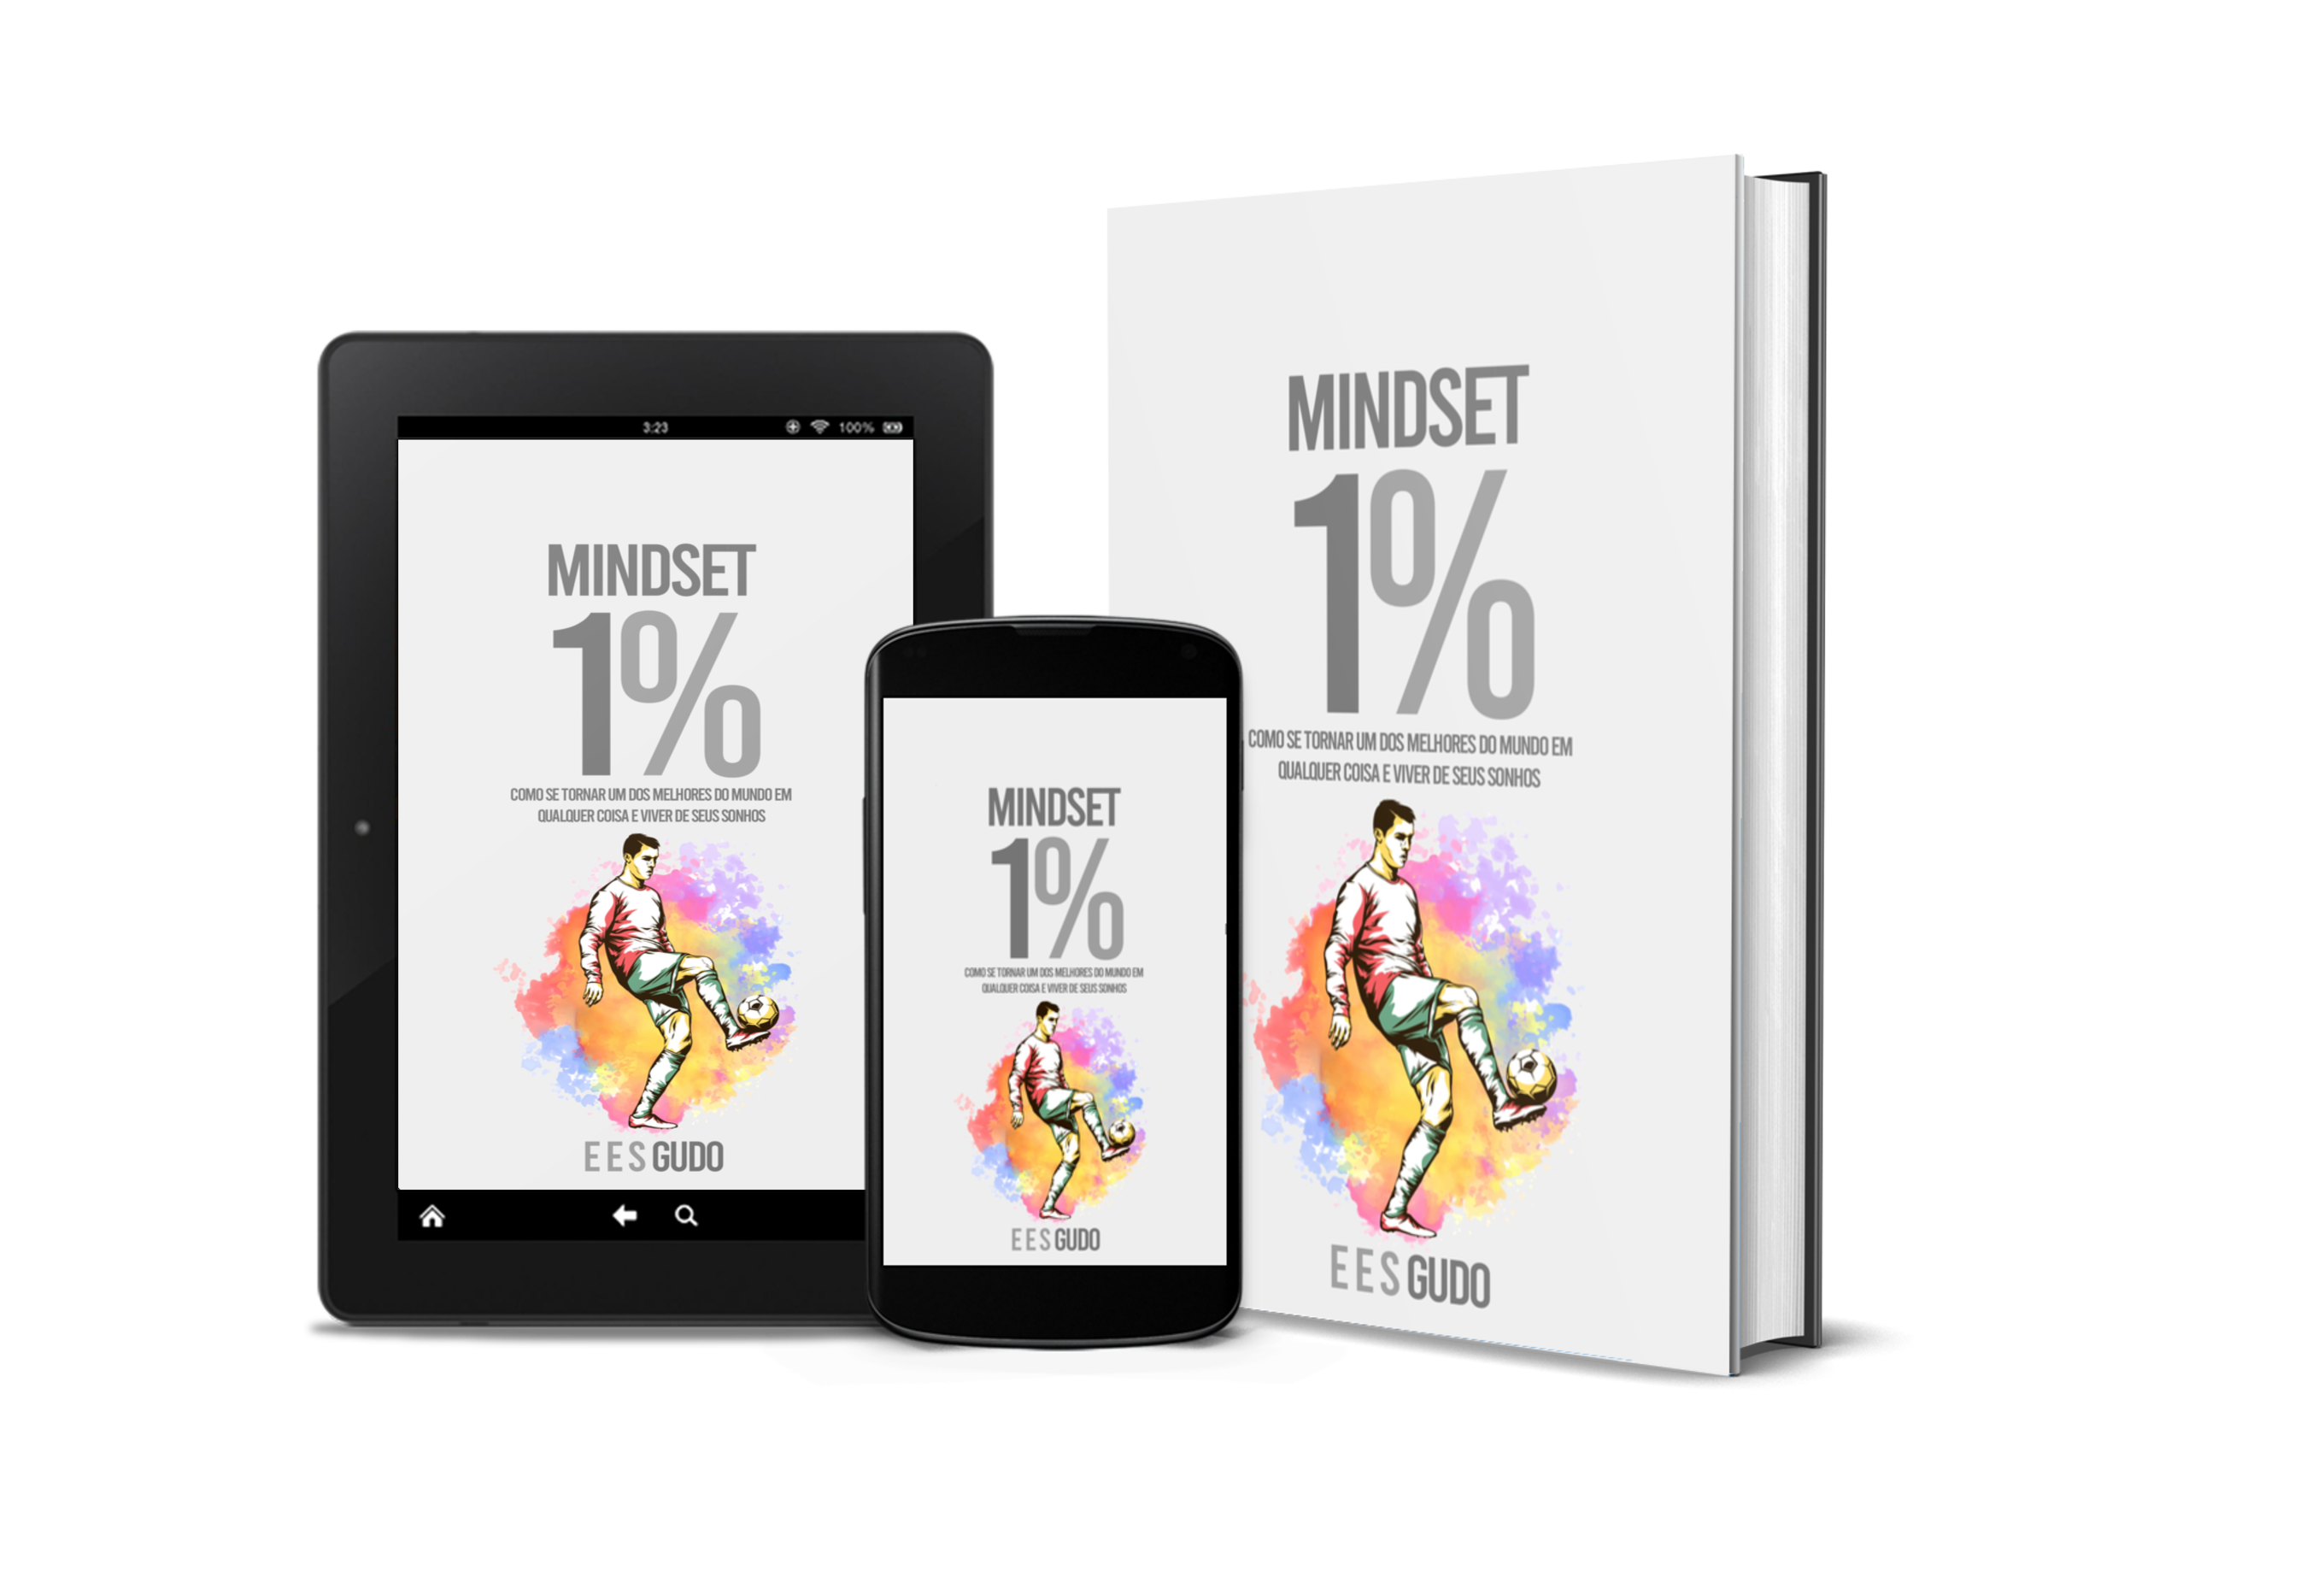 3:23
100%
MINDSET
1%
COMO SE TORNAR UM DOS MELHORES DO MUNDO EM
QUALQUER COISA E VIVER DE SEUS SONHOS
E E S GUDO
MINDSET
1%
COMO SE TORNAR UM DOS MELHORES DO MUNDO EM
QUALQUER COISA E VIVER DE SEUS SONHOS
E E S GUDO
MINDSET
1%
COMO SE TORNAR UM DOS MELHORES DO MUNDO EM
QUALQUER COISA E VIVER DE SEUS SONHOS
E E S GUDO